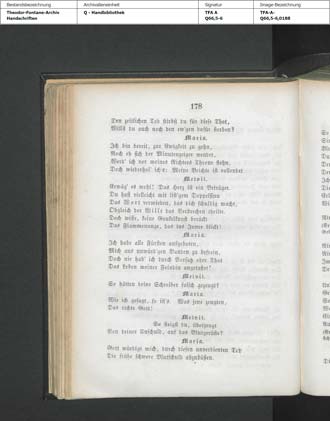 Bestandsbezeichnung
Archivalieneinheit
Signatur
Image-Bezeichnung
Theodor-Fontane-Archiv
Handschriften
Q - Handbibliothek
TFA A
Q66,5-6
TFA-A-
Q66,5-6,0188
178
Den zeitlichen Tod stirbst du für diese That,
Willst du auch noch den ew'gen dafür sterben?
Maria.
Ich bin bereit, zur Ewigkeit zu gehn,
Noch eh sich der Minutenzeiger wendet,
Werd' ich vor meines Richters Throne stehn,
Doch wiederhol' ich's: Meine Beichte ist vollendet.
Melvil.
Erwäg' es wohl! Das Herz ist ein Betrüger.
Du hast vielleicht mit list'gem Doppelsinn
Das Wort vermieden, das dich schuldig macht,
Obgleich der Wille das Verbrechen theilte.
Doch wisse, keine Gaukelkunst berückt
Das Flammenauge, das ins Innre blickt!
Maria.
Ich habe alle Fürsten aufgeboten,
Mich aus unwürd'gen Banden zu befrein,
Doch nie hab' ich durch Vorsatz oder That
Das Leben meiner Feindin angetastet!
Melvil.
So hätten deine Schreiber falsch gezeugt?
Maria.
Wie ich gesagt, so ist's. Was jene zeugten,
Das richte Gott!
Melvil.
So steigst du, überzeugt
Von deiner Unschuld, auf das Blutgerüste?
Maria.
Gott würdigt mich, durch diesen unverdienten Tod
Die frühe schwere Blutschuld abzubüßen.